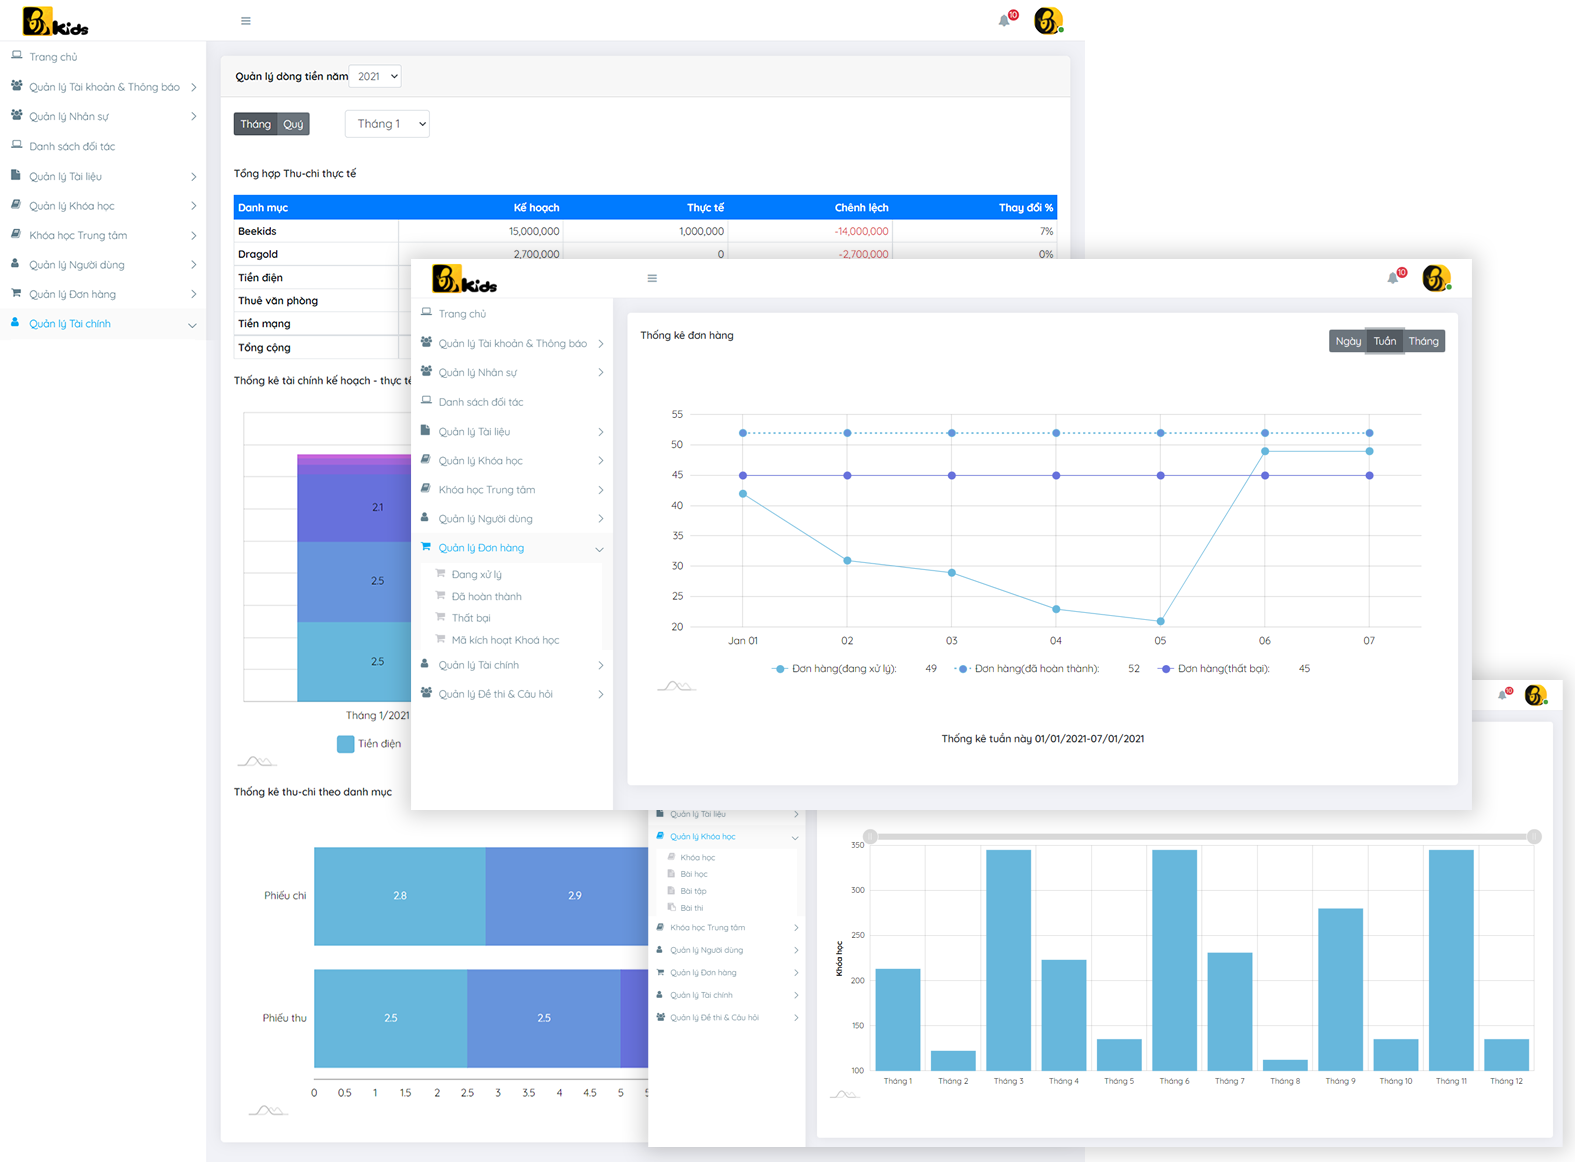 Kids
10
Trang chủ
Quản lý Tài khoản & Thông báo
Quản lý Nhân sự
Danh sách đối tác
Quản lý Tài liệu
Quản lý Khóa học
Khóa học Trung tâm
Quản lý Người dùng
Quản lý Đơn hàng
Quản lý Tài chính
Quản lý dòng tiền năm 2021
Tháng Quý Tháng 1
Tổng hợp Thu-chi thực tế
Danh mục Kế hoạch Thực tế Chênh lệch Thay đổi %
Beekids 15,000,000 1,000,000 -14,000,000 7%
Dragold 2,700,000 0 -2,700,000 0%
Tiền điện
Thuê văn phòng
Tiền mạng
Tổng cộng
Thống kê tài chính kế hoạch - thực tế
2.1
2.5
2.5
Tháng 1/2021
Tiền điện
Thống kê thu-chi theo danh mục
Phiếu chi 2.8 2.9
Phiếu thu 2.5 2.5
0 0.5 1 1.5 2 2.5 3 3.5 4 4.5 5
Kids
10
Trang chủ
Quản lý Tài khoản & Thông báo
Quản lý Nhân sự
Danh sách đối tác
Quản lý Tài liệu
Quản lý Khóa học
Khóa học Trung tâm
Quản lý Người dùng
Quản lý Đơn hàng
Đang xử lý
Đã hoàn thành
Thất bại
Mã kích hoạt Khoá học
Quản lý Tài chính
Quản lý Đề thi & Câu hỏi
Thống kê đơn hàng
Ngày Tuần Tháng
55
50
45
40
35
30
25
20
Jan 01 02 03 04 05 06 07
Đơn hàng(đang xử lý): 49 Đơn hàng(đã hoàn thành): 52 Đơn hàng(thất bại): 45
Thống kê tuần này 01/01/2021-07/01/2021
10
Quản lý Tài liệu
Quản lý Khóa học
Khóa học
Bài học
Bài tập
Bài thi
Khóa học Trung tâm
Quản lý Người dùng
Quản lý Đơn hàng
Quản lý Tài chính
Quản lý Đề thi & Câu hỏi
Khóa học
350
300
250
200
150
100
Tháng 1 Tháng 2 Tháng 3 Tháng 4 Tháng 5 Tháng 6 Tháng 7 Tháng 8 Tháng 9 Tháng 10 Tháng 11 Tháng 12